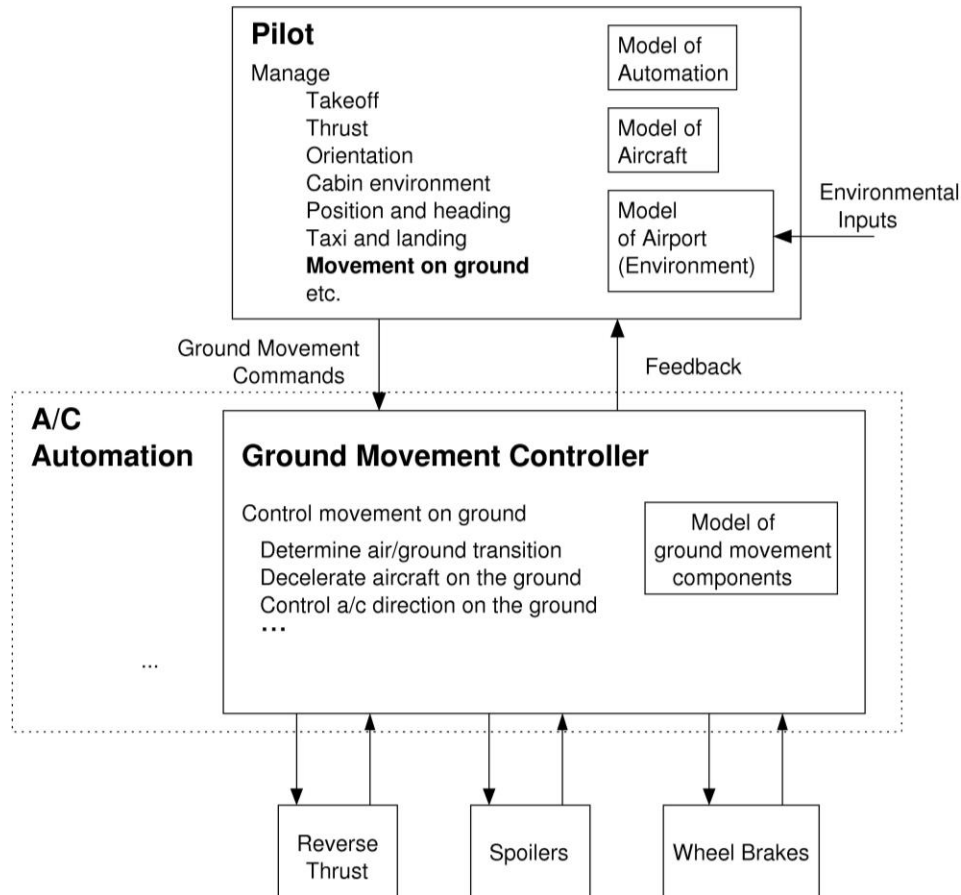 Pilot
Manage
Takeoff
Thrust
Orientation
Cabin environment
Position and heading
Taxi and landing
Movement on ground
etc.
Model of
Automation
Model of
Aircraft
Model
of Airport
(Environment)
Environmental
Inputs
Ground Movement
Commands
Feedback
A/C
Automation
...
Ground Movement Controller
Control movement on ground
Determine air/ground transition
Decelerate aircraft on the ground
Control a/c direction on the ground
...
Model of
ground movement
components
Reverse
Thrust
Spoilers
Wheel Brakes